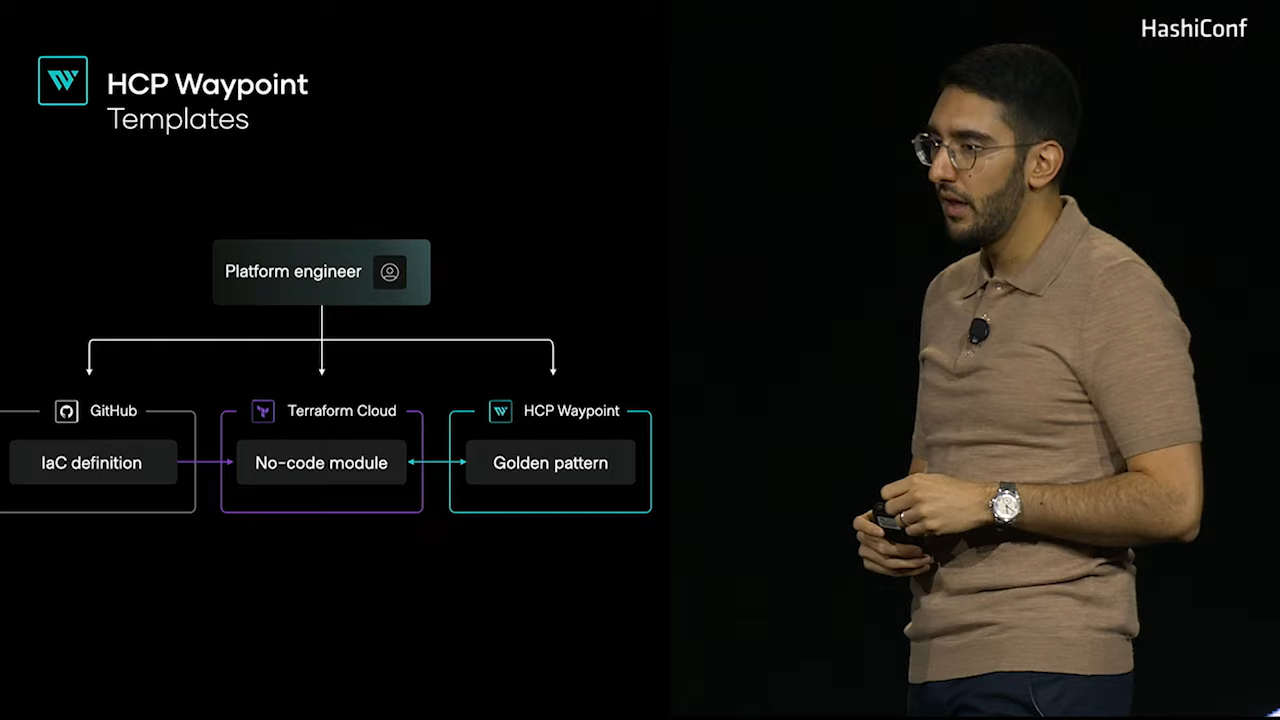 HashiConf
HCP Waypoint
Templates
Platform engineer
GitHub
Terraform Cloud
HCP Waypoint
IaC definition
No-code module
Golden pattern